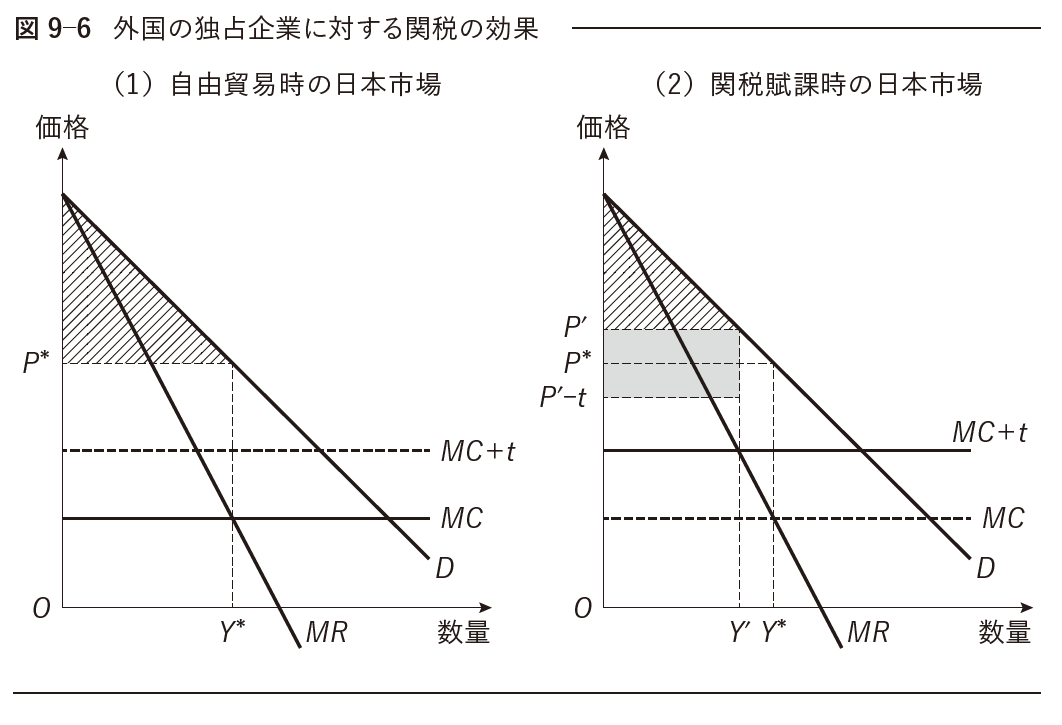 図 9-6 外国の独占企業に対する関税の効果
(1) 自由貿易時の日本市場
価格
P*
MC+t
MC
D
O
Y*
MR
数量
(2) 関税賦課時の日本市場
価格
P′
P*
P′−t
MC+t
MC
D
O
Y′ Y*
MR
数量